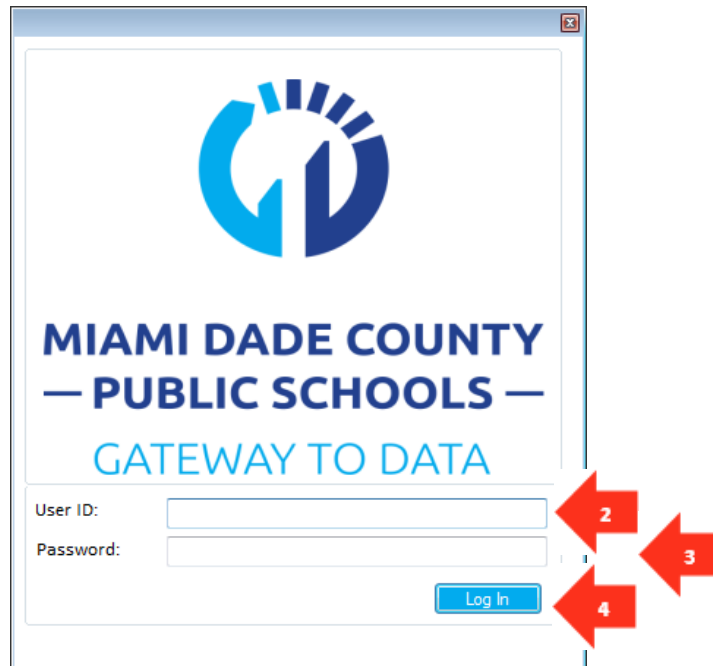 MIAMI DADE COUNTY
— PUBLIC SCHOOLS —
GATEWAY TO DATA
User ID:
2
Password:
3
Log In
4